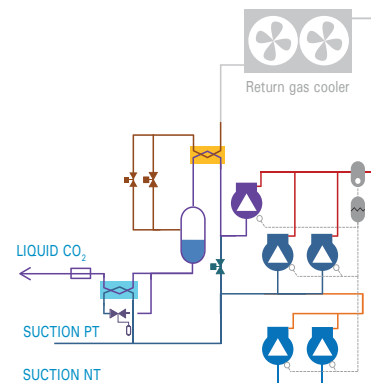 Return gas cooler
LIQUID CO₂
SUCTION PT
SUCTION NT